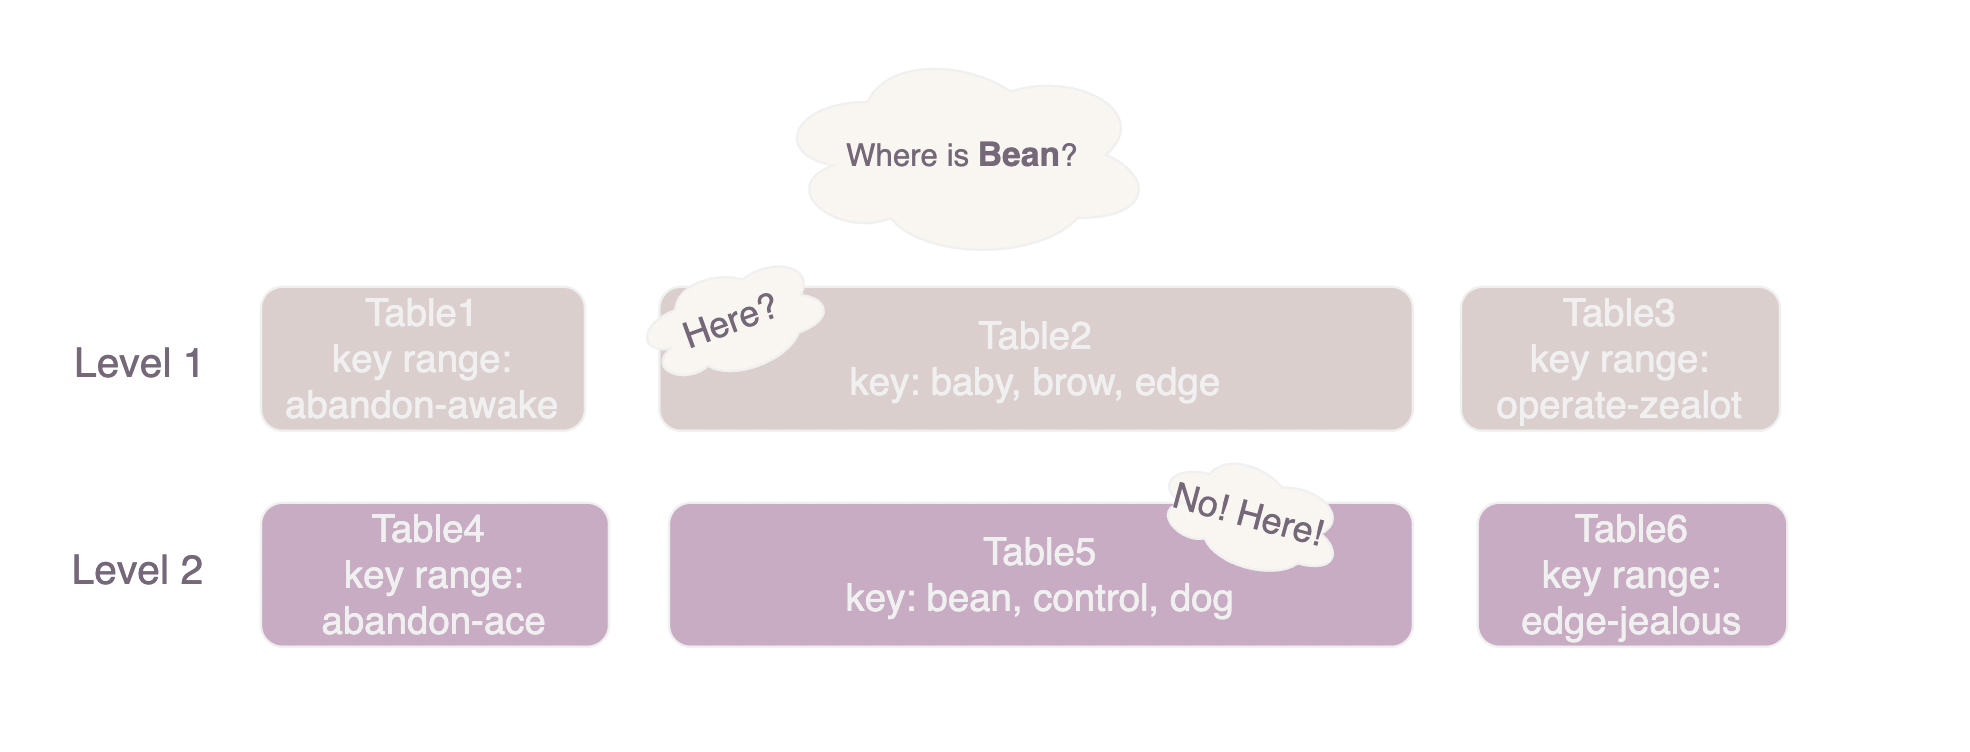 Where is Bean?
Here?
Level 1
Table1
key range:
abandon-awake
Table2
key: baby, brow, edge
Table3
key range:
operate-zealot
No! Here!
Level 2
Table4
key range:
abandon-ace
Table5
key: bean, control, dog
Table6
key range:
edge-jealous